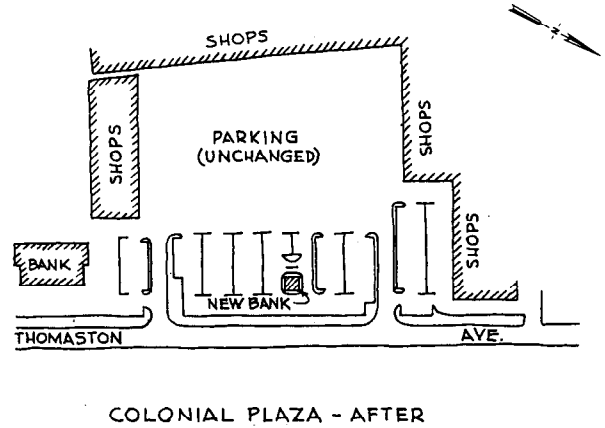 SHOPS
N
SHOPS
PARKING
(UNCHANGED)
SHOPS
SHOPS
BANK
NEW BANK
THOMASTON AVE.
COLONIAL PLAZA - AFTER